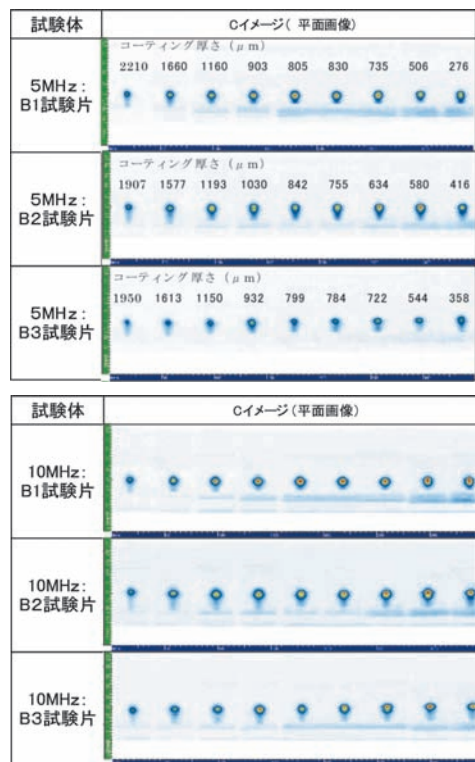 試験体 Cイメージ( 平面画像)
コーティング厚さ (μm)
2210 1660 1160 903 805 830 735 506 276
5MHz:
B1試験片
コーティング厚さ (μm)
1907 1577 1193 1030 842 755 634 580 416
5MHz:
B2試験片
コーティング厚さ (μm)
1950 1613 1150 932 799 784 722 544 358
5MHz:
B3試験片
試験体 Cイメージ(平面画像)
10MHz:
B1試験片
10MHz:
B2試験片
10MHz:
B3試験片